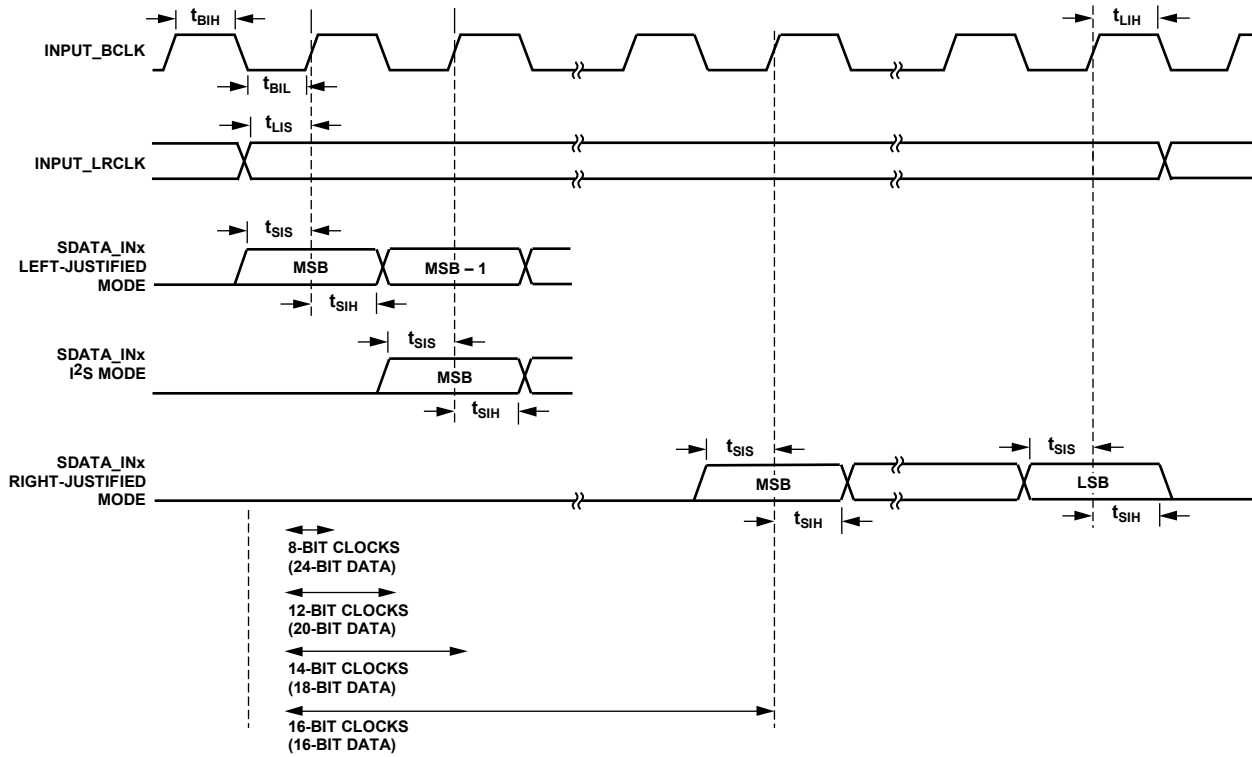 tBIH
tLIH
INPUT_BCLK
tBIL
tLIS
INPUT_LRCLK
tSIS
SDATA_INx
LEFT-JUSTIFIED
MODE
MSB
MSB – 1
tSIH
tSIS
SDATA_INx
I2S MODE
MSB
tSIH
tSIS
tSIS
SDATA_INx
RIGHT-JUSTIFIED
MODE
MSB
LSB
tSIH
tSIH
8-BIT CLOCKS
(24-BIT DATA)
12-BIT CLOCKS
(20-BIT DATA)
14-BIT CLOCKS
(18-BIT DATA)
16-BIT CLOCKS
(16-BIT DATA)